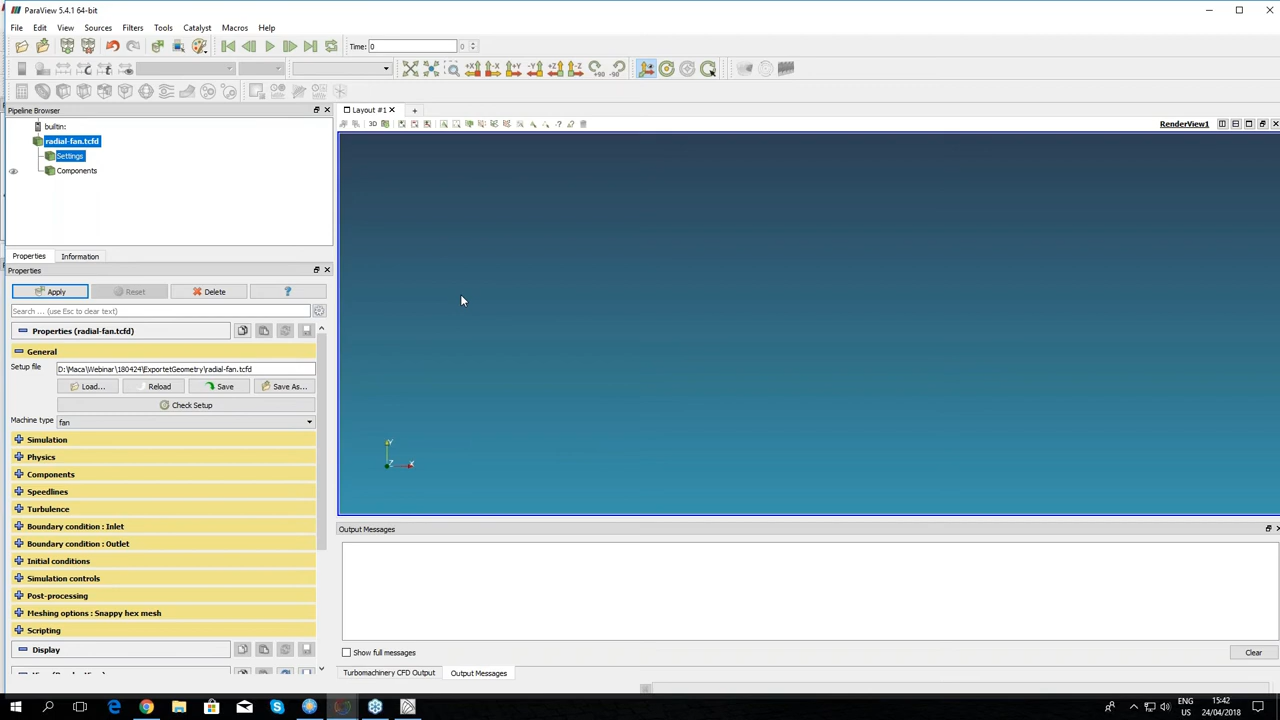 ParaView 5.4.1 64-bit
File Edit View Sources Filters Tools Catalyst Macros Help
Time: 0 0
+X -X +Y -Y +Z -Z +90 -90
Pipeline Browser
Layout #1
builtin:
3D
RenderView1
radial-fan.tcfd
Settings
Components
Properties Information
Properties
Apply Reset Delete ?
Search ... (use Esc to clear text)
Properties (radial-fan.tcfd)
General
Setup file D:\Maca\Webinar\180424\ExportetGeometry\radial-fan.tcfd
Load... Reload Save Save As...
Check Setup
Machine type fan
Simulation
Physics
Components
Speedlines
Turbulence
Boundary condition : Inlet
Boundary condition : Outlet
Initial conditions
Simulation controls
Post-processing
Meshing options : Snappy hex mesh
Scripting
Display
Y
Z X
Output Messages
Show full messages
Clear
Turbomachinery CFD Output Output Messages
ENG
US
15:42
24/04/2018